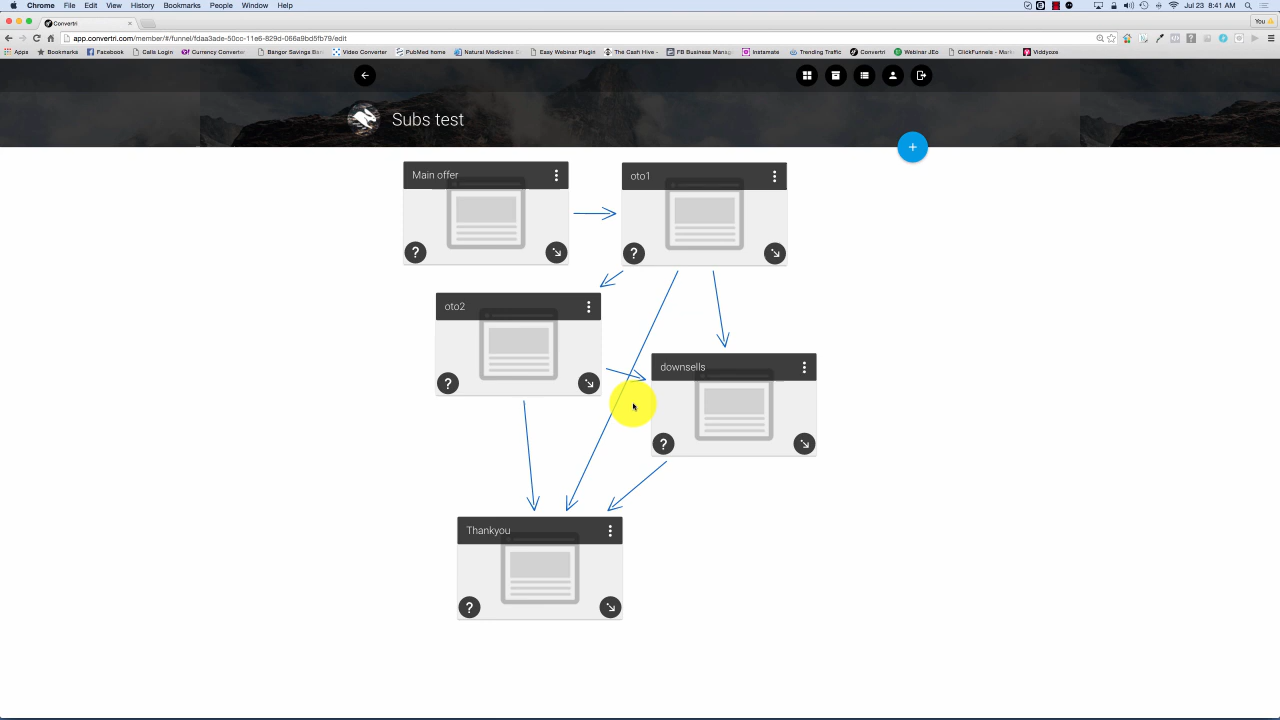 Chrome File Edit View History Bookmarks People Window Help Jul 23 8:41 AM
Convertri You
app.convertri.com/member/#/funnel/fdaa3ade-50cc-11e6-829d-066a9bd5fb79/edit
Apps Bookmarks Facebook Calls Login Currency Converter Bangor Savings Ban Video Converter PubMed home Natural Medicines C Easy Webinar Plugin The Cash Hive - FB Business Mana Instamate Trending Traffic Convertri Webinar JEo ClickFunnels - Viddyoze
Subs test
+
Main offer oto1
? ?
oto2
downsells
?
?
Thankyou
?